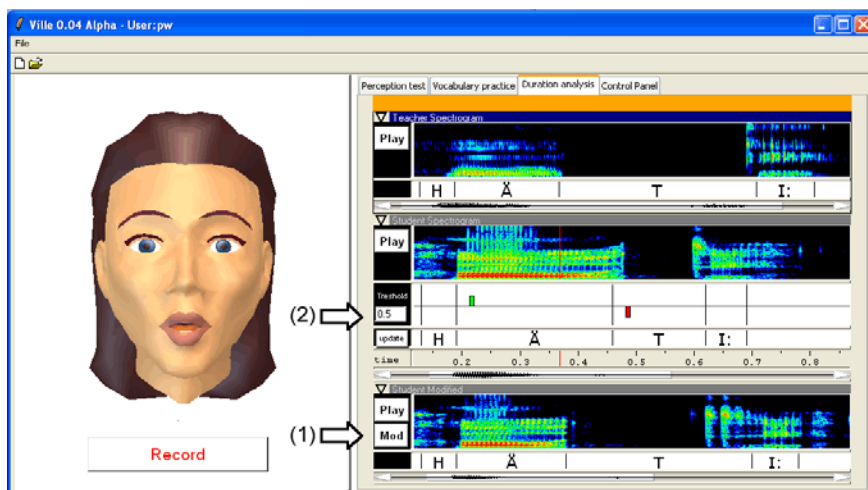 Ville 0.04 Alpha - User:pw
File
Perception test Vocabulary practice Duration analysis Control Panel
Teacher Spectrogram
Play
H Ä T I:
Student Spectrogram
Play
(2)
Treshold
0.5
update H Ä T I:
time 0.2 0.3 0.4 0.5 0.6 0.7 0.8
Student Modified
Play
(1)
Mod
H Ä T I:
Record